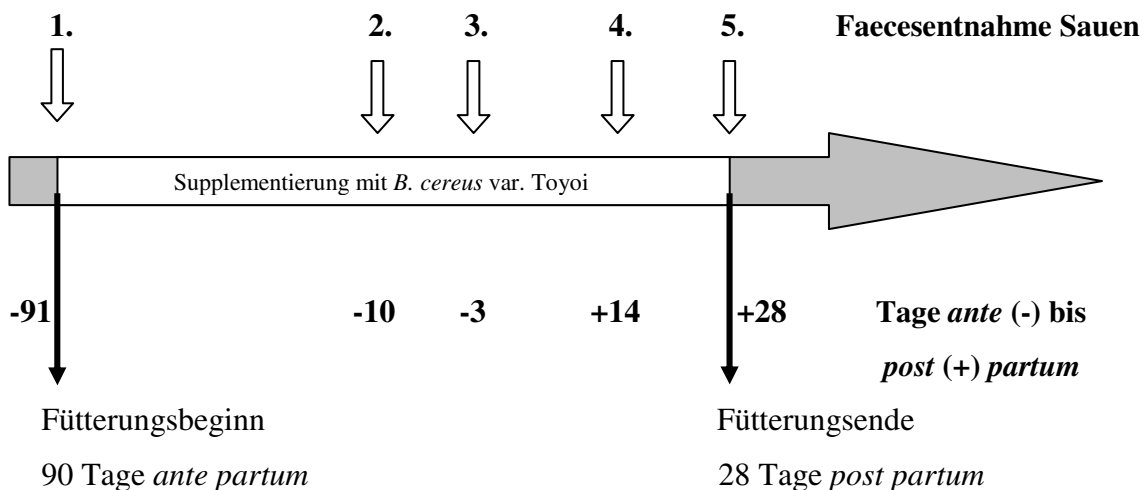 1. 2. 3. 4. 5. Faecesentnahme Sauen
Supplementierung mit B. cereus var. Toyoi
-91 -10 -3 +14 +28 Tage ante (-) bis
post (+) partum
Fütterungsbeginn Fütterungsende
90 Tage ante partum 28 Tage post partum